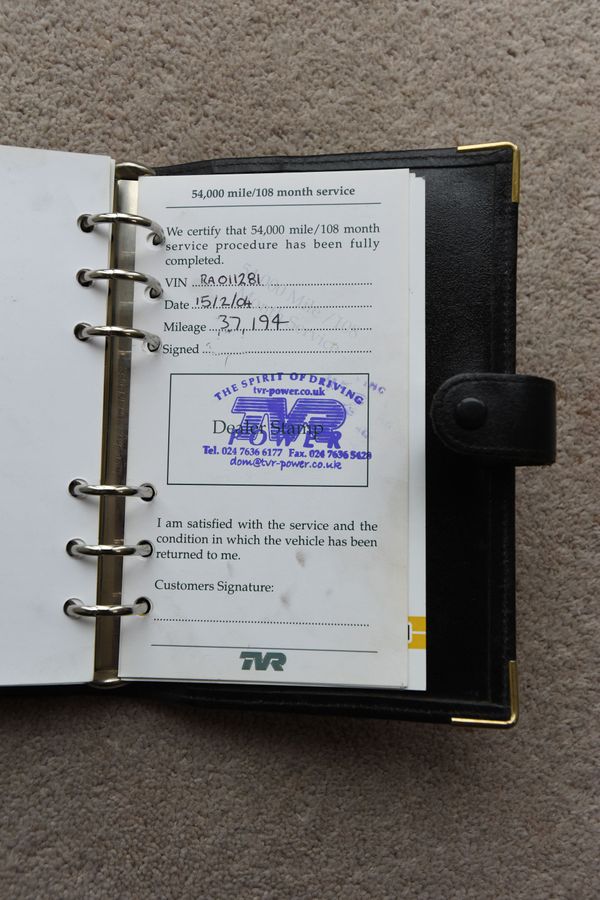 54,000 mile/108 month service
We certify that 54,000 mile/108 month
service procedure has been fully
completed.
VIN RA011281
Date 15/2/04
Mileage 37,194
Signed
THE SPIRIT OF DRIVING
tvr-power.co.uk
TVR
Dealer Stamp
POWER
Tel. 024 7636 6177 Fax. 024 7636 5428
dom@tvr-power.co.uk
I am satisfied with the service and the
condition in which the vehicle has been
returned to me.
Customers Signature:
TVR